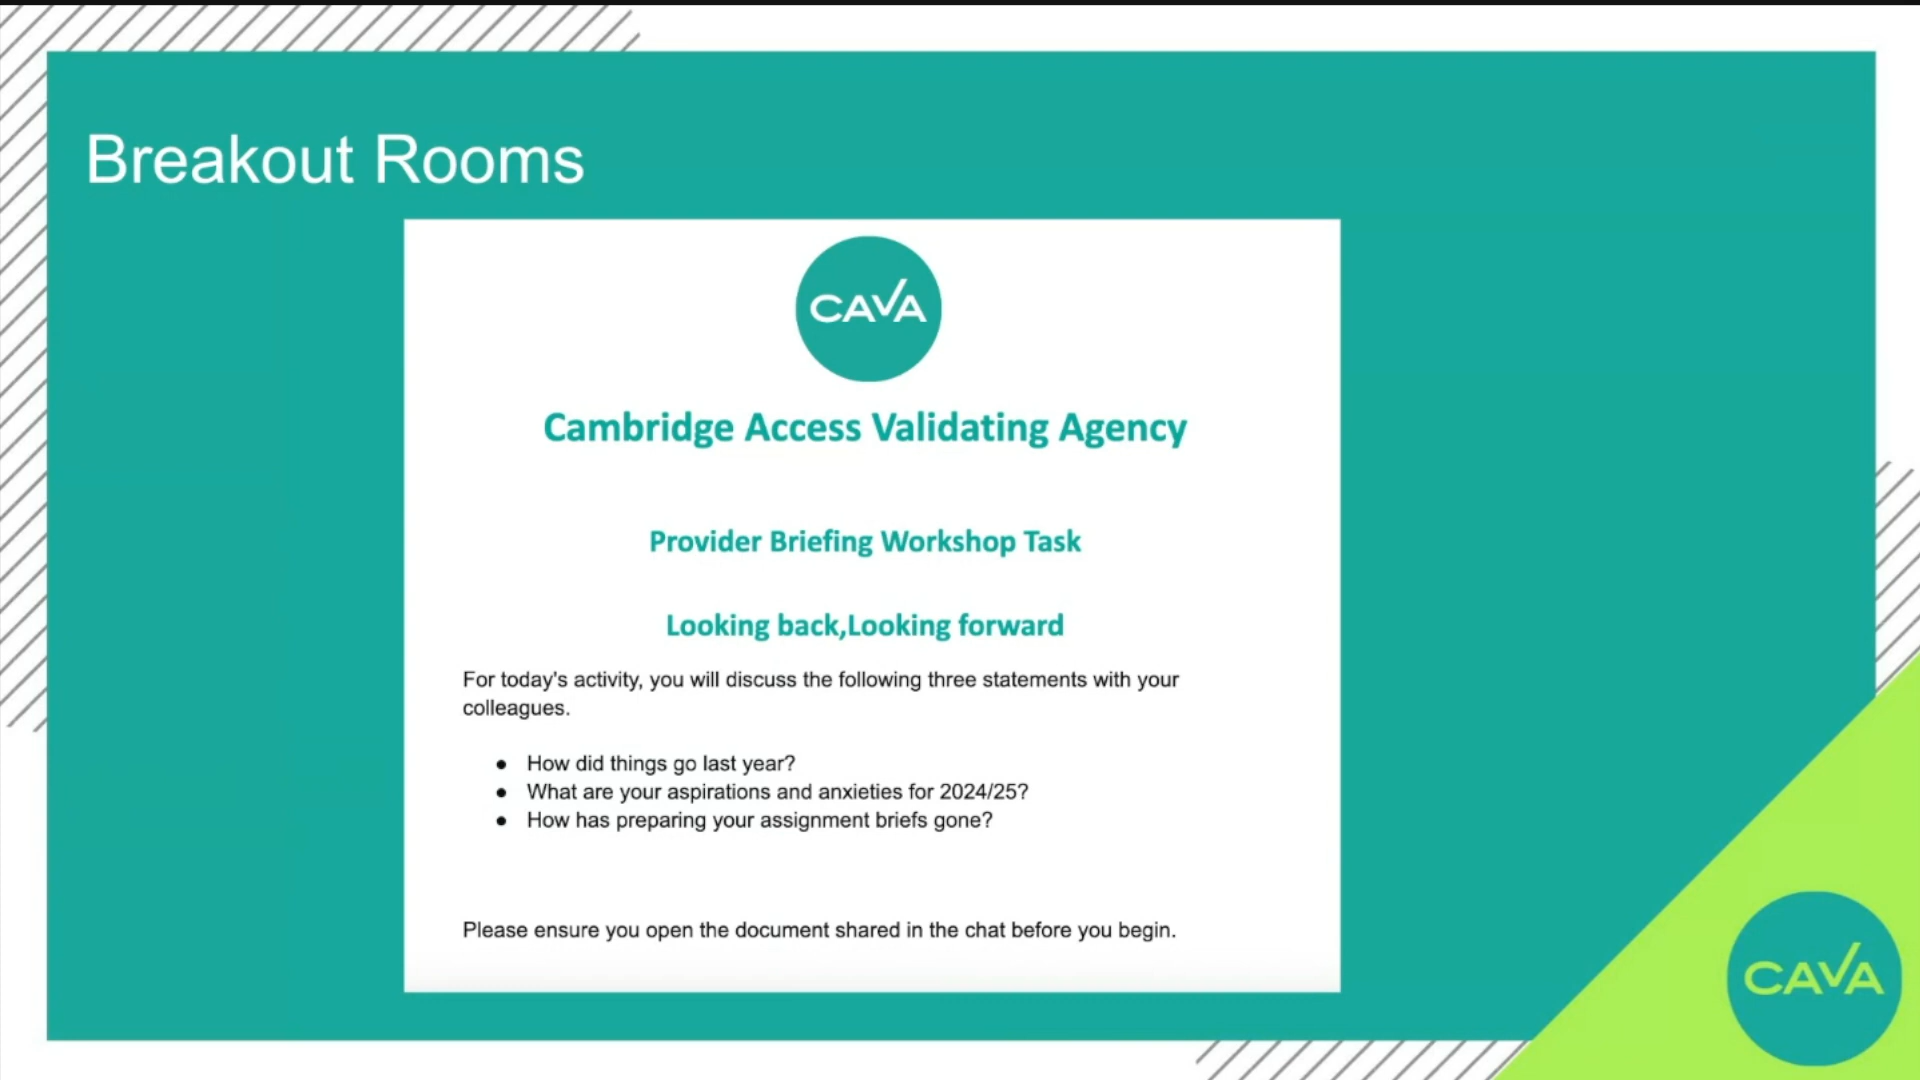 Breakout Rooms
CAVA
Cambridge Access Validating Agency
Provider Briefing Workshop Task
Looking back,Looking forward
For today's activity, you will discuss the following three statements with your
colleagues.
● How did things go last year?
● What are your aspirations and anxieties for 2024/25?
● How has preparing your assignment briefs gone?
Please ensure you open the document shared in the chat before you begin.
CAVA